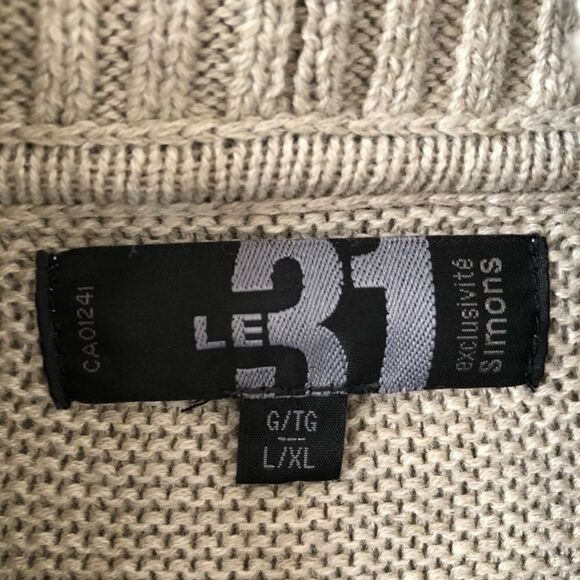 CA01241
LE 31
exclusivité
simons
G/TG
L/XL